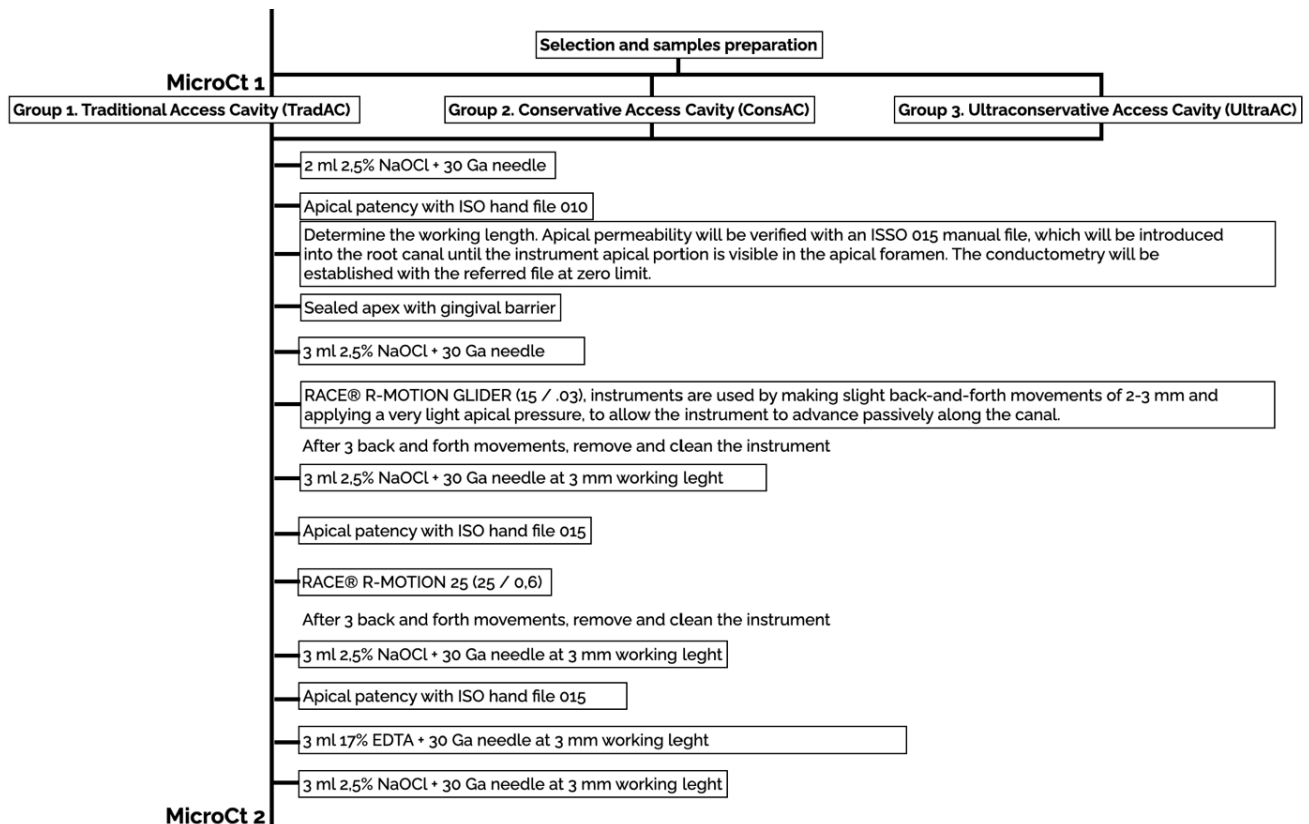 Selection and samples preparation
MicroCt 1
Group 1. Traditional Access Cavity (TradAC)
Group 2. Conservative Access Cavity (ConsAC)
Group 3. Ultraconservative Access Cavity (UltraAC)
2 ml 2,5% NaOCl + 30 Ga needle
Apical patency with ISO hand file 010
Determine the working length. Apical permeability will be verified with an ISSO 015 manual file, which will be introduced
into the root canal until the instrument apical portion is visible in the apical foramen. The conductometry will be
established with the referred file at zero limit.
Sealed apex with gingival barrier
3 ml 2,5% NaOCl + 30 Ga needle
RACE® R-MOTION GLIDER (15 / .03), instruments are used by making slight back-and-forth movements of 2-3 mm and
applying a very light apical pressure, to allow the instrument to advance passively along the canal.
After 3 back and forth movements, remove and clean the instrument
3 ml 2,5% NaOCl + 30 Ga needle at 3 mm working leght
Apical patency with ISO hand file 015
RACE® R-MOTION 25 (25 / 0,6)
After 3 back and forth movements, remove and clean the instrument
3 ml 2,5% NaOCl + 30 Ga needle at 3 mm working leght
Apical patency with ISO hand file 015
3 ml 17% EDTA + 30 Ga needle at 3 mm working leght
3 ml 2,5% NaOCl + 30 Ga needle at 3 mm working leght
MicroCt 2